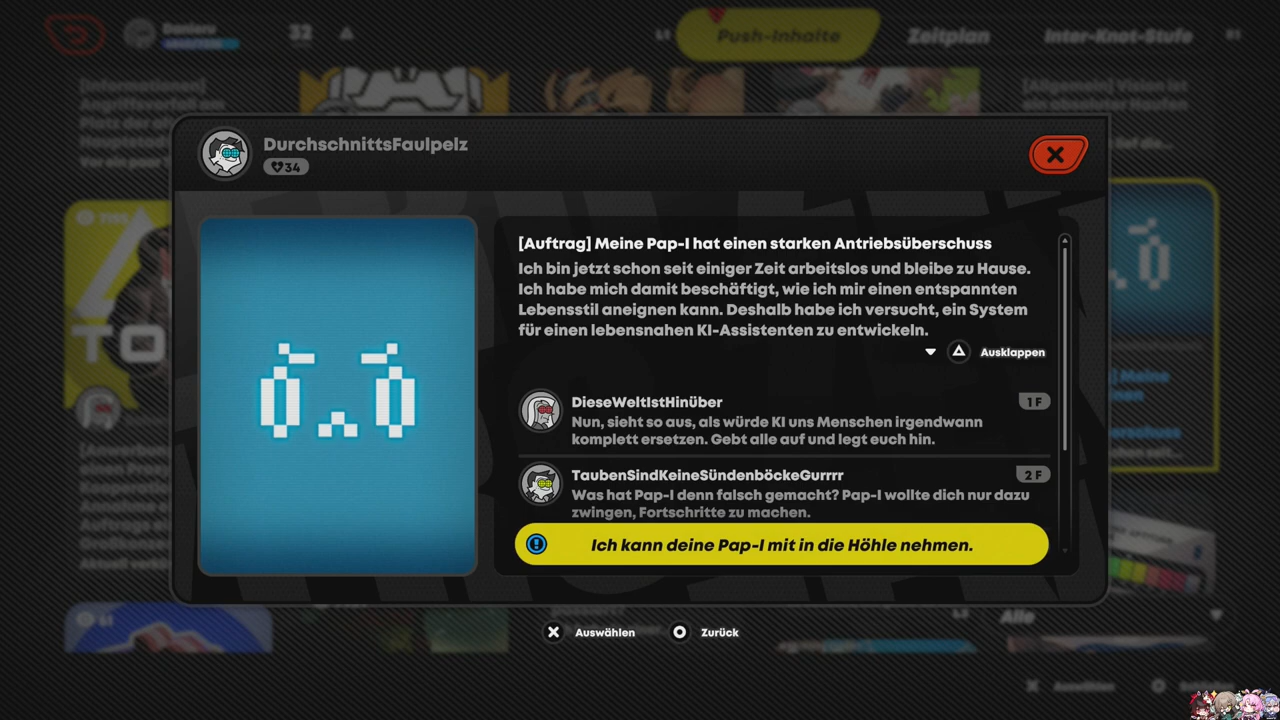 Danieru
32
Push-Inhalte
Zeitplan
Inter-Knot-Stufe
DurchschnittsFaulpelz
34
[Auftrag] Meine Pap-I hat einen starken Antriebsüberschuss
Ich bin jetzt schon seit einiger Zeit arbeitslos und bleibe zu Hause.
Ich habe mich damit beschäftigt, wie ich mir einen entspannten
Lebensstil aneignen kann. Deshalb habe ich versucht, ein System
für einen lebensnahen KI-Assistenten zu entwickeln.
Ausklappen
DieseWeltIstHinüber
1 F
Nun, sieht so aus, als würde KI uns Menschen irgendwann
komplett ersetzen. Gebt alle auf und legt euch hin.
TaubenSindKeineSündenböckeGurrrr
2 F
Was hat Pap-I denn falsch gemacht? Pap-I wollte dich nur dazu
zwingen, Fortschritte zu machen.
Ich kann deine Pap-I mit in die Höhle nehmen.
Auswählen
Zurück
Alle